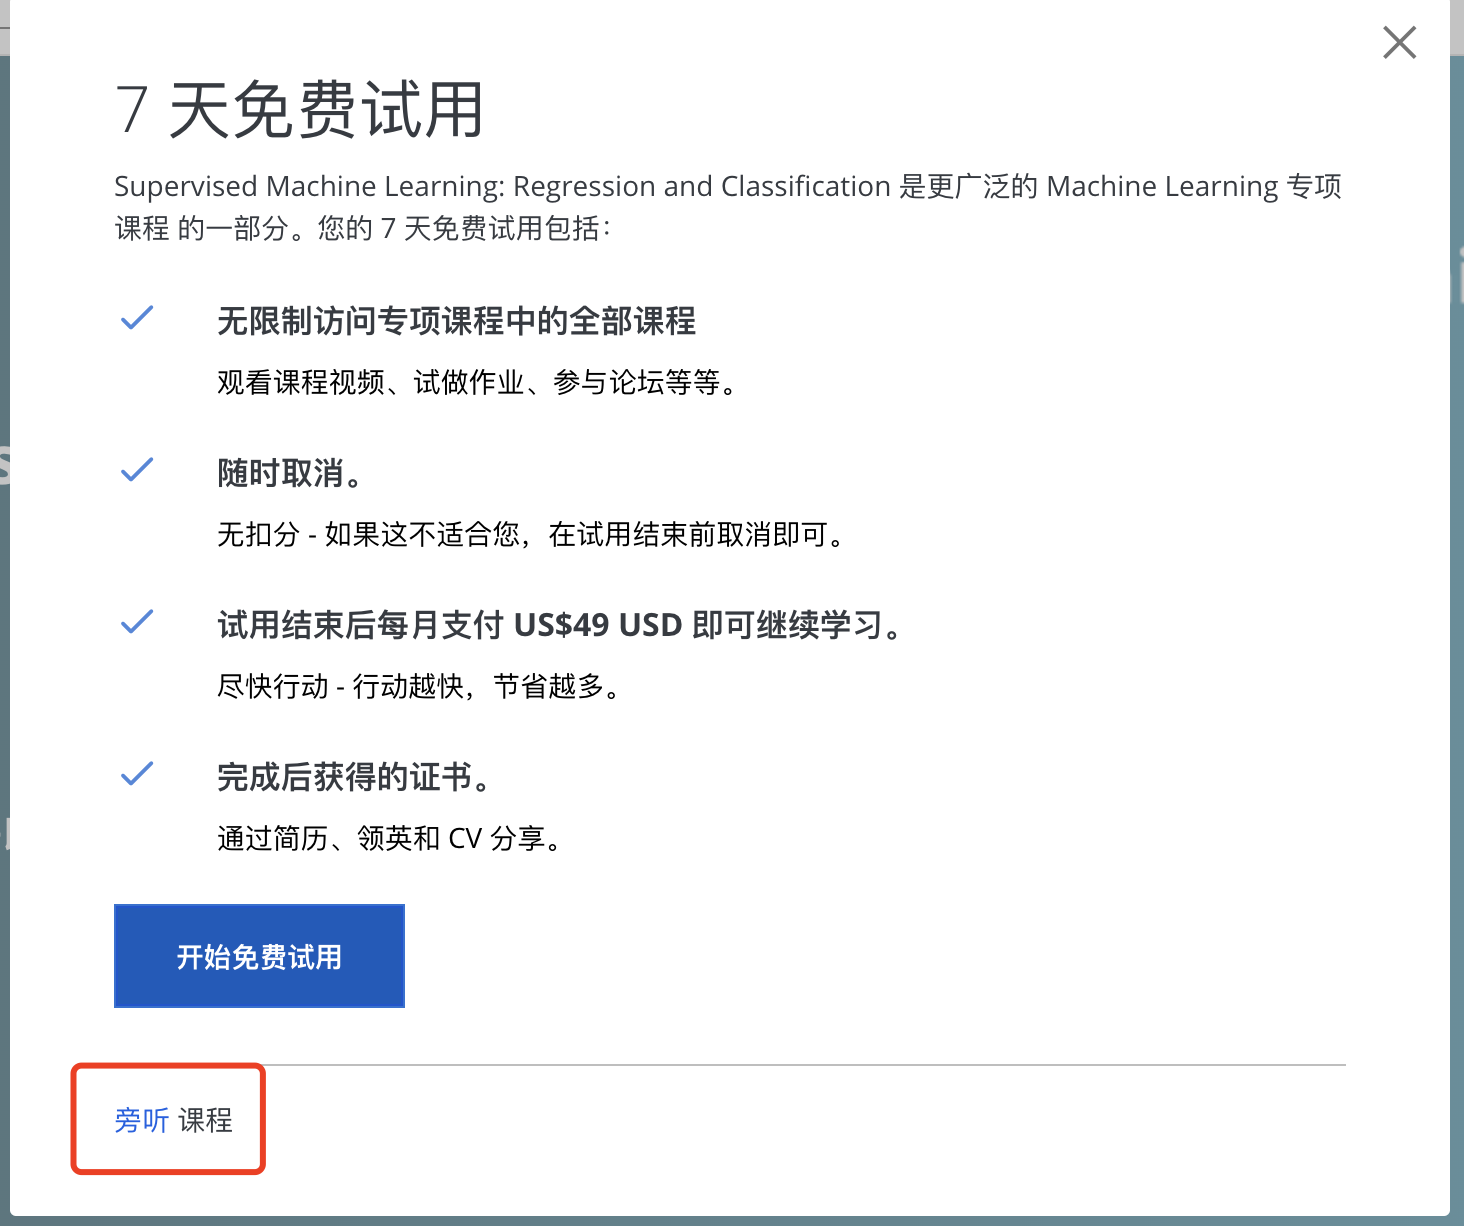 7 天免费试用
Supervised Machine Learning: Regression and Classification 是更广泛的 Machine Learning 专项
课程 的一部分。您的 7 天免费试用包括：
无限制访问专项课程中的全部课程
观看课程视频、试做作业、参与论坛等等。
随时取消。
无扣分 - 如果这不适合您，在试用结束前取消即可。
试用结束后每月支付 US$49 USD 即可继续学习。
尽快行动 - 行动越快，节省越多。
完成后获得的证书。
通过简历、领英和 CV 分享。
开始免费试用
旁听 课程